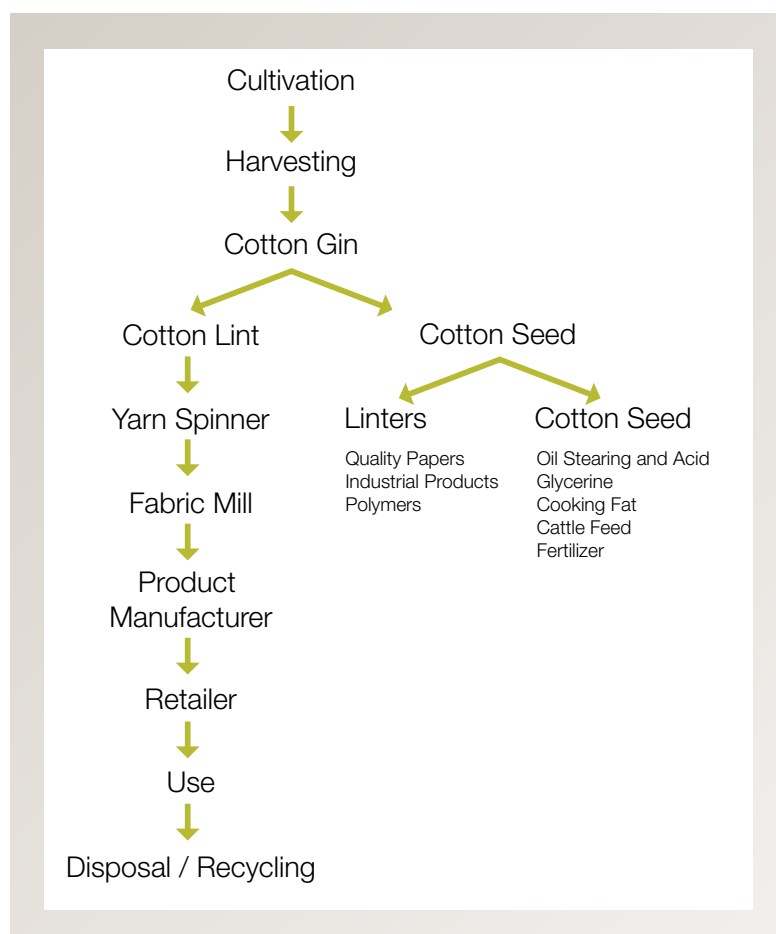 Cultivation
Harvesting
Cotton Gin
Cotton Lint
Cotton Seed
Yarn Spinner
Linters
Cotton Seed
Quality Papers
Industrial Products
Polymers
Oil Stearing and Acid
Glycerine
Cooking Fat
Cattle Feed
Fertilizer
Fabric Mill
Product
Manufacturer
Retailer
Use
Disposal / Recycling